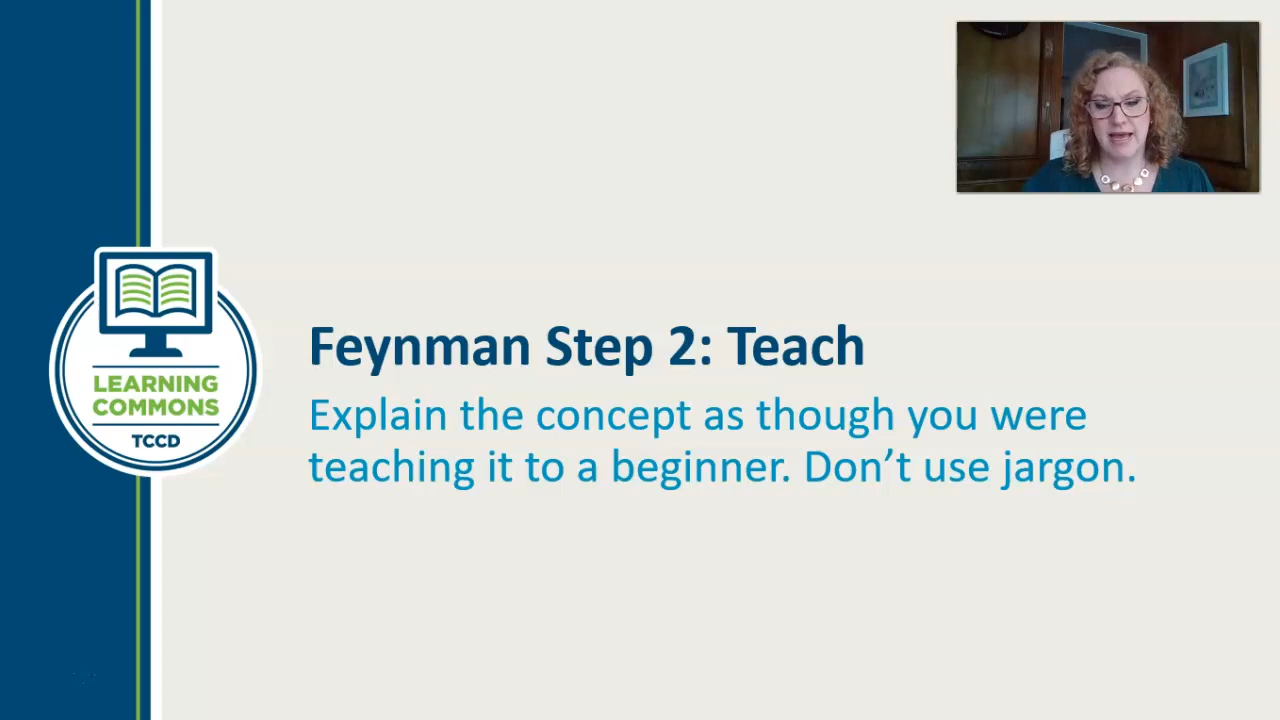 Feynman Step 2: Teach
Explain the concept as though you were
teaching it to a beginner. Don’t use jargon.
LEARNING
COMMONS
TCCD